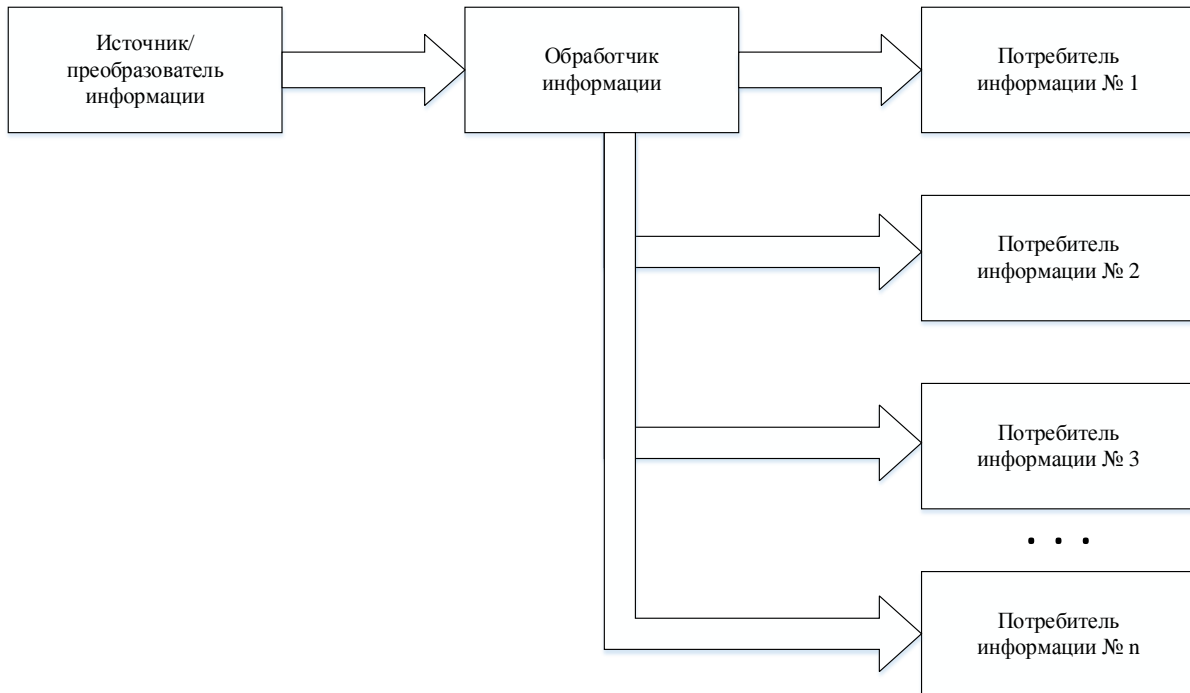 Источник/
преобразователь
информации
Обработчик
информации
Потребитель
информации № 1
Потребитель
информации № 2
Потребитель
информации № 3
. . .
Потребитель
информации № n